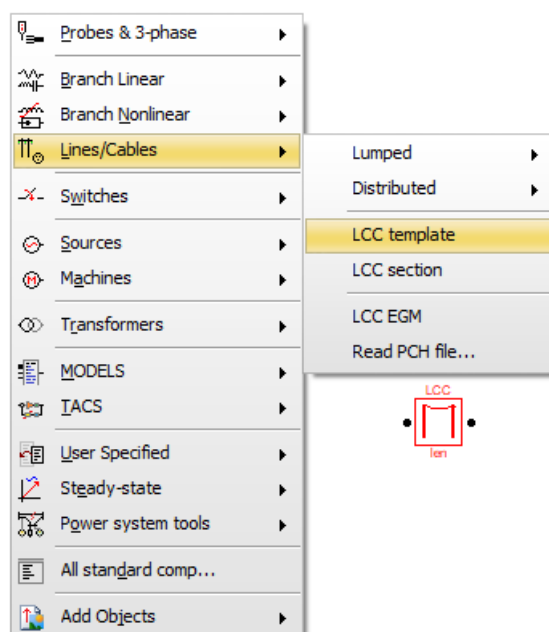 Probes & 3-phase
Branch Linear
Branch Nonlinear
Lines/Cables
Switches
Sources
Machines
Transformers
MODELS
TACS
User Specified
Steady-state
Power system tools
All standard comp...
Add Objects
Lumped
Distributed
LCC template
LCC section
LCC EGM
Read PCH file...
LCC
len